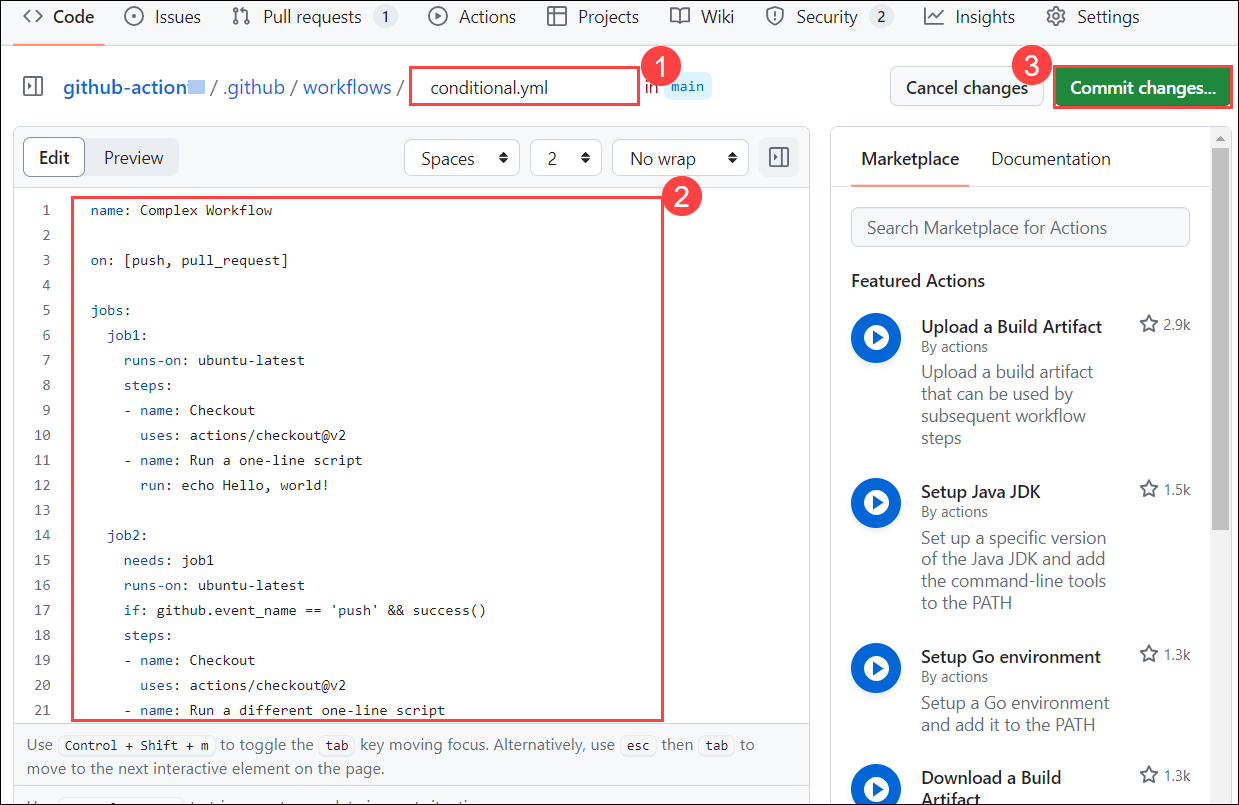 Code Issues Pull requests 1 Actions Projects Wiki Security 2 Insights Settings
github-action / .github / workflows / conditional.yml 1 in main Cancel changes 3 Commit changes...
Edit Preview Spaces 2 No wrap
2
1 name: Complex Workflow
2
3 on: [push, pull_request]
4
5 jobs:
6 job1:
7 runs-on: ubuntu-latest
8 steps:
9 - name: Checkout
10 uses: actions/checkout@v2
11 - name: Run a one-line script
12 run: echo Hello, world!
13
14 job2:
15 needs: job1
16 runs-on: ubuntu-latest
17 if: github.event_name == 'push' && success()
18 steps:
19 - name: Checkout
20 uses: actions/checkout@v2
21 - name: Run a different one-line script
Use Control + Shift + m to toggle the tab key moving focus. Alternatively, use esc then tab to
move to the next interactive element on the page.
Marketplace Documentation
Search Marketplace for Actions
Featured Actions
Upload a Build Artifact 2.9k
By actions
Upload a build artifact
that can be used by
subsequent workflow
steps
Setup Java JDK 1.5k
By actions
Set up a specific version
of the Java JDK and add
the command-line tools
to the PATH
Setup Go environment 1.3k
By actions
Setup a Go environment
and add it to the PATH
Download a Build 1.3k
Artifact